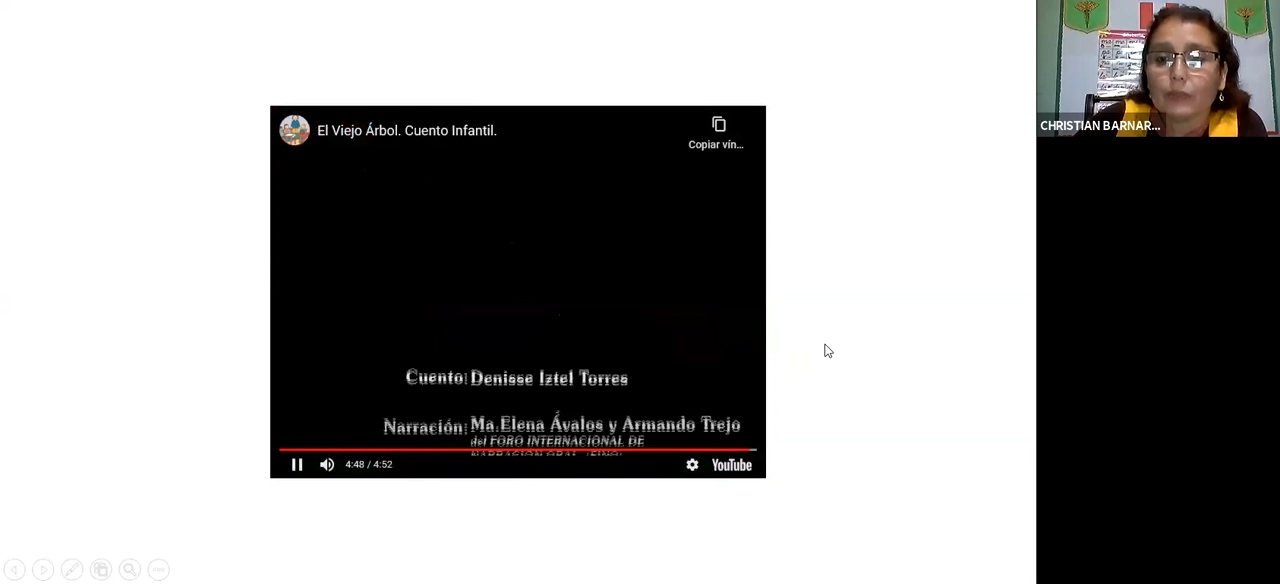 El Viejo Árbol. Cuento Infantil.
Copiar vín...
CHRISTIAN BARNAR...
Cuento: Denisse Iztel Torres
Narración: Ma.Elena Ávalos y Armando Trejo
del FORO INTERNACIONAL DE
4:48 / 4:52
YouTube